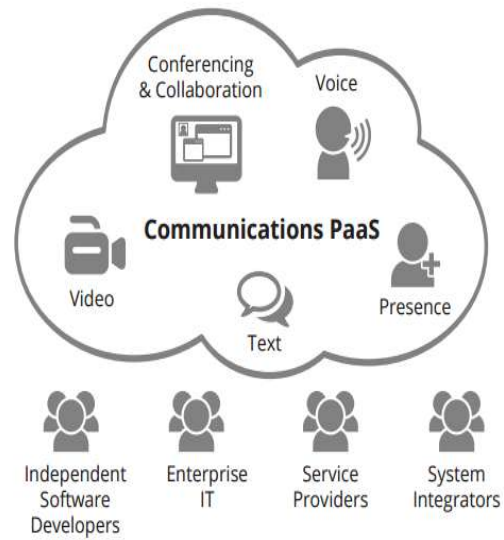 Conferencing
& Collaboration
Voice
Communications PaaS
Video
Presence
Text
Independent
Software
Developers
Enterprise
IT
Service
Providers
System
Integrators